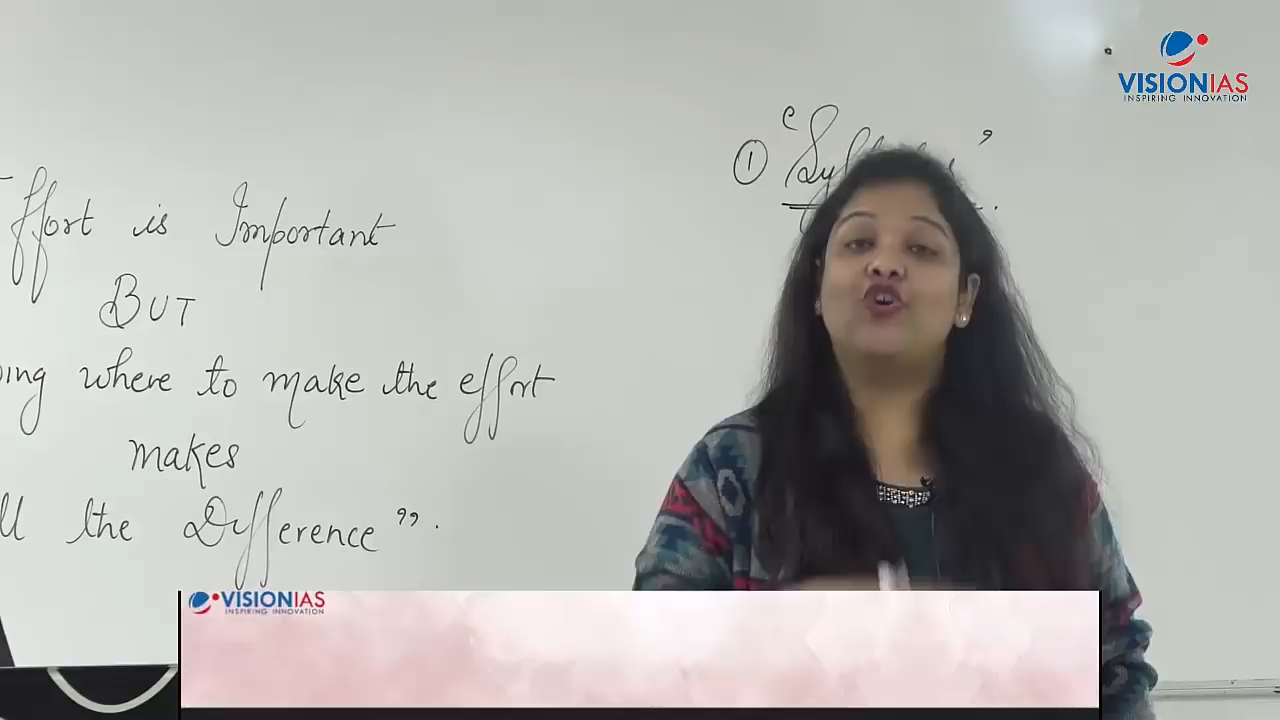 ffort is Important
BUT
ing where to make the effort
makes
ll the Difference”.
①
VISIONIAS
INSPIRING INNOVATION
VISIONIAS
INSPIRING INNOVATION